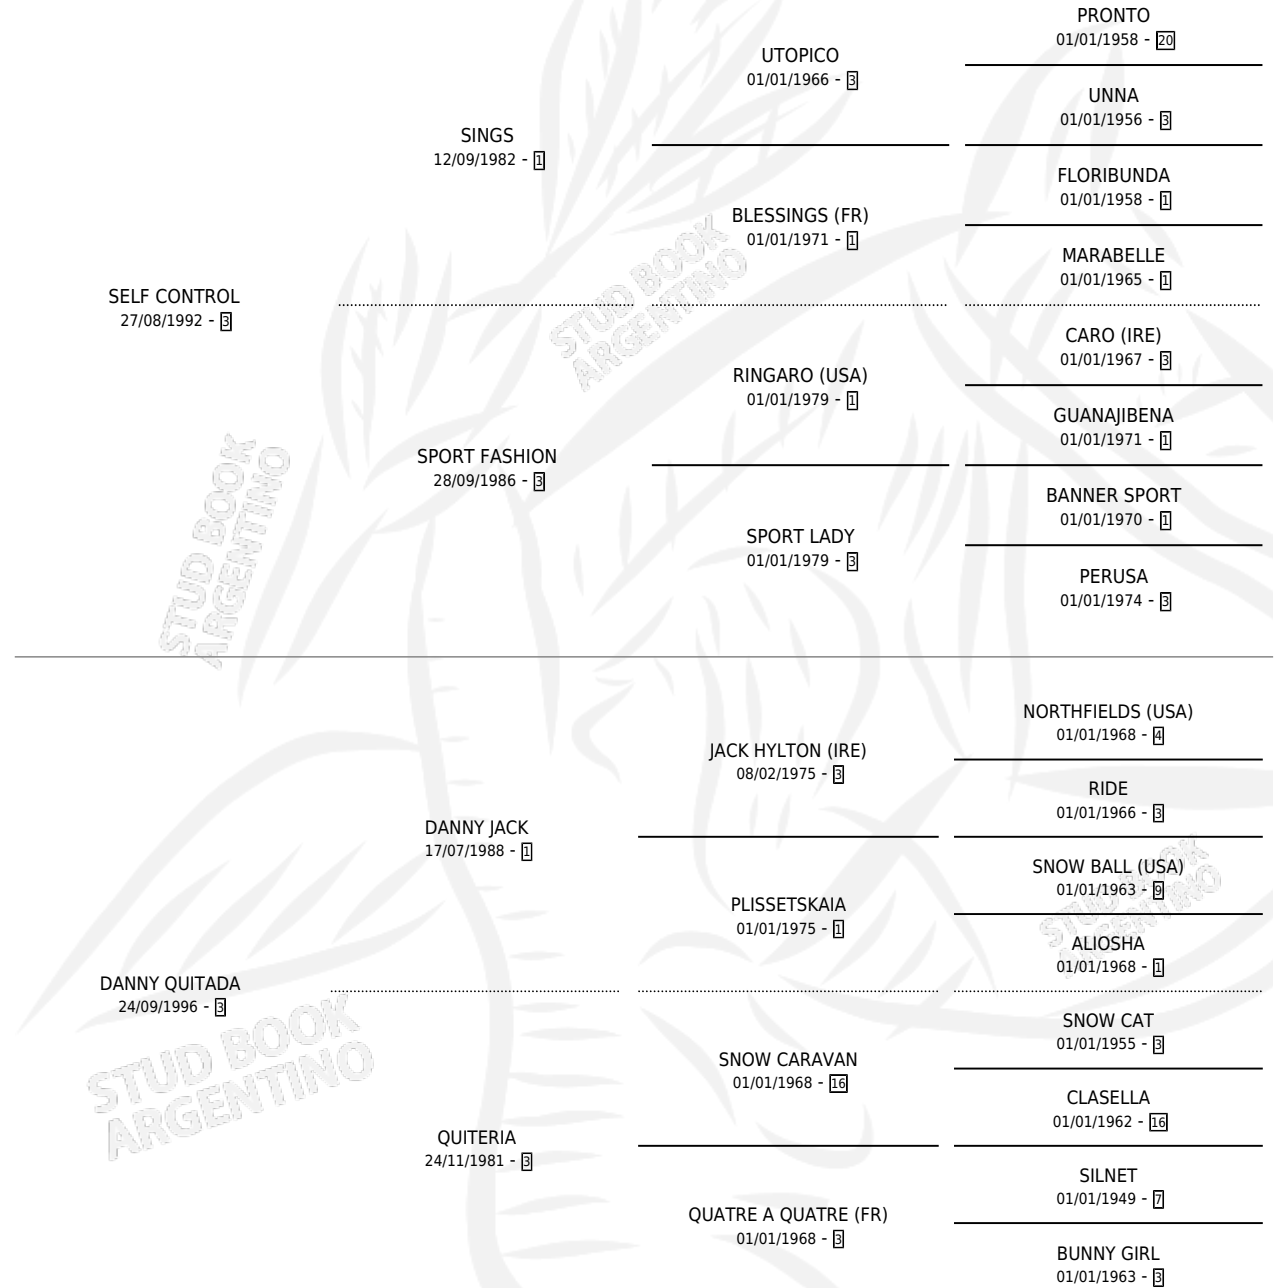 PRONTO
01/01/1958 - 20
UTOPICO
01/01/1966 - 3
UNNA
01/01/1956 - 3
SINGS
12/09/1982 - 1
FLORIBUNDA
01/01/1958 - 1
BLESSINGS (FR)
01/01/1971 - 1
MARABELLE
01/01/1965 - 1
SELF CONTROL
27/08/1992 - 3
STUD BOOK
ARGENTINO
CARO (IRE)
01/01/1967 - 3
RINGARO (USA)
01/01/1979 - 1
GUANAJIBENA
01/01/1971 - 1
SPORT FASHION
28/09/1986 - 3
BANNER SPORT
01/01/1970 - 1
SPORT LADY
01/01/1979 - 3
PERUSA
01/01/1974 - 3
STUD BOOK
ARGENTINO
NORTHFIELDS (USA)
01/01/1968 - 4
JACK HYLTON (IRE)
08/02/1975 - 3
RIDE
01/01/1966 - 3
DANNY JACK
17/07/1988 - 1
SNOW BALL (USA)
01/01/1963 - 9
PLISSETSKAIA
01/01/1975 - 1
STUD BOOK
ARGENTINO
ALIOSHA
01/01/1968 - 1
DANNY QUITADA
24/09/1996 - 3
SNOW CAT
01/01/1955 - 3
SNOW CARAVAN
01/01/1968 - 16
CLASELLA
01/01/1962 - 16
STUD BOOK
ARGENTINO
QUITERIA
24/11/1981 - 3
SILNET
01/01/1949 - 7
QUATRE A QUATRE (FR)
01/01/1968 - 3
BUNNY GIRL
01/01/1963 - 3